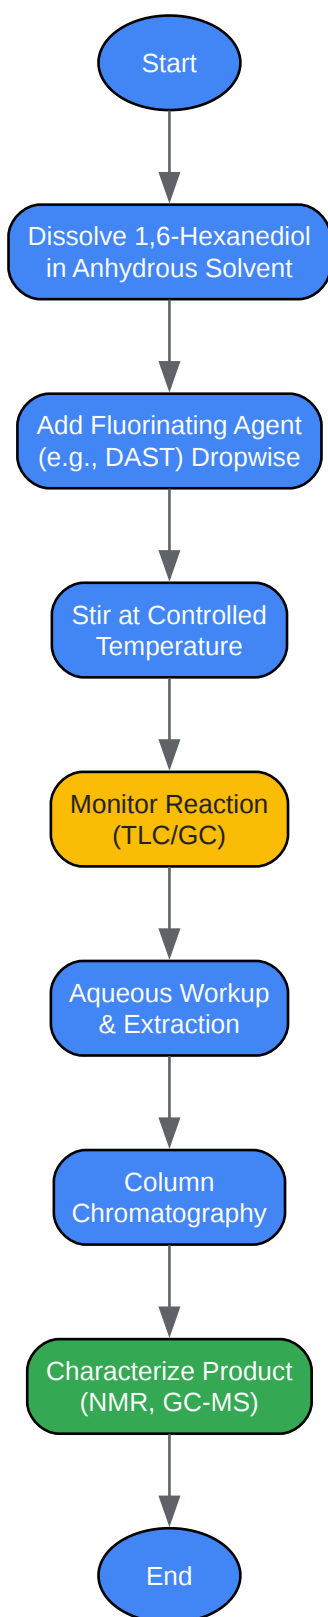 Start
Dissolve 1,6-Hexanediol
in Anhydrous Solvent
Add Fluorinating Agent
(e.g., DAST) Dropwise
Stir at Controlled
Temperature
Monitor Reaction
(TLC/GC)
Aqueous Workup
& Extraction
Column
Chromatography
Characterize Product
(NMR, GC-MS)
End